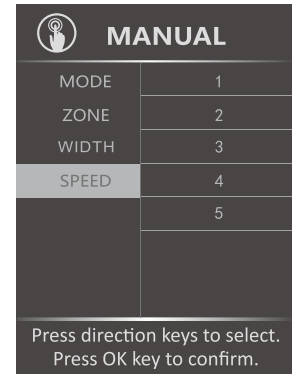 MANUAL
MODE 1
ZONE 2
WIDTH 3
SPEED 4
5
Press direction keys to select.
Press OK key to confirm.